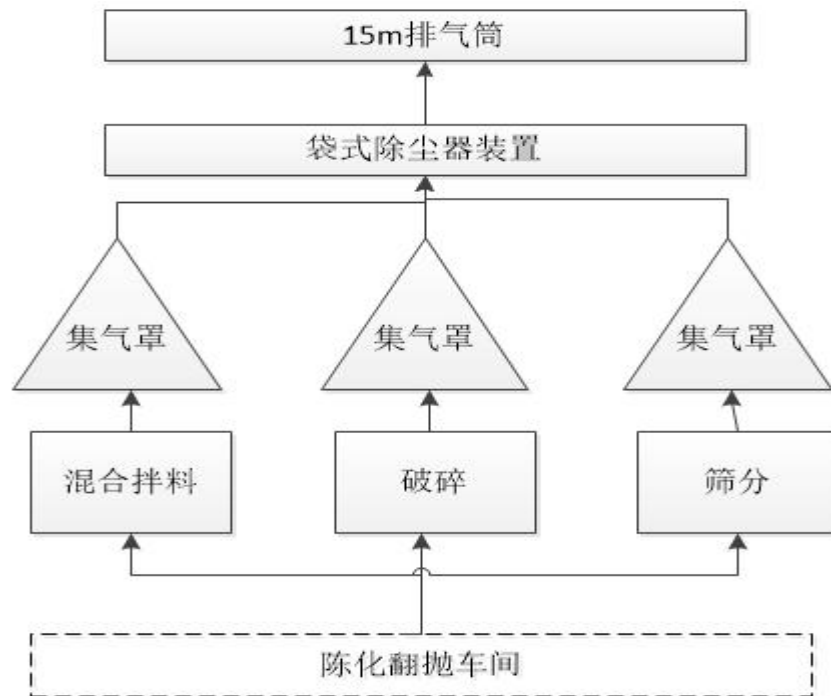 15m排气筒
袋式除尘器装置
集气罩 集气罩 集气罩
混合拌料 破碎 筛分
陈化翻抛车间